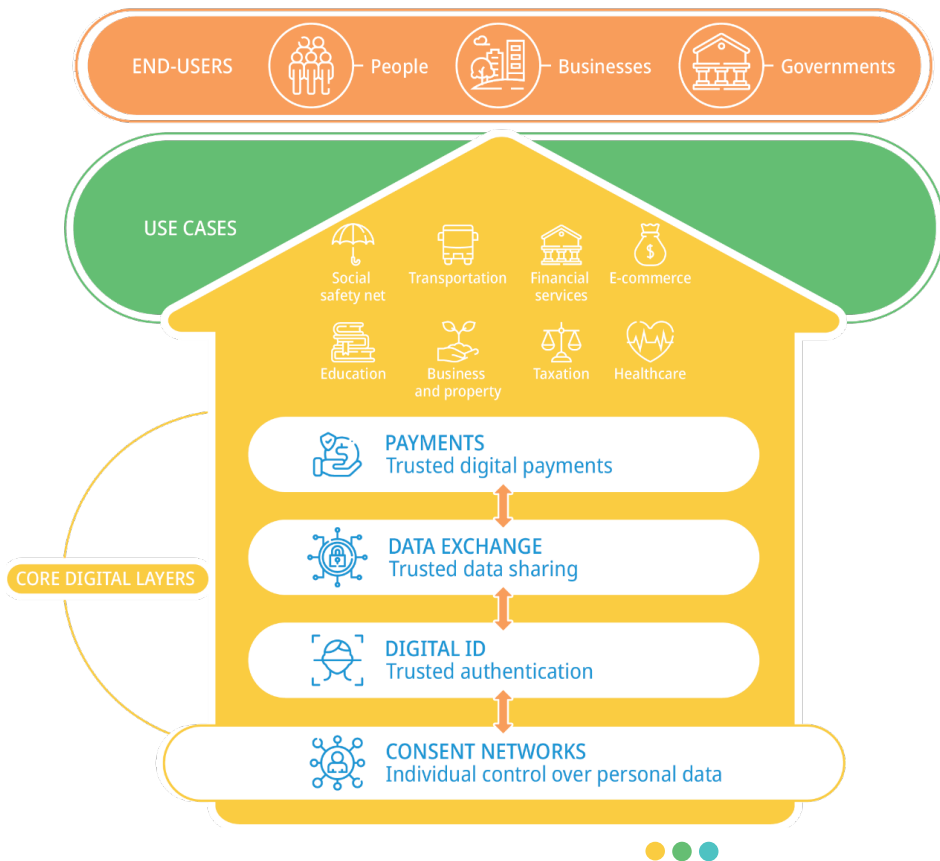 END-USERS
People
Businesses
Governments
USE CASES
Social
safety net
Transportation
Financial
services
E-commerce
Education
Business
and property
Taxation
Healthcare
PAYMENTS
Trusted digital payments
DATA EXCHANGE
Trusted data sharing
CORE DIGITAL LAYERS
DIGITAL ID
Trusted authentication
CONSENT NETWORKS
Individual control over personal data